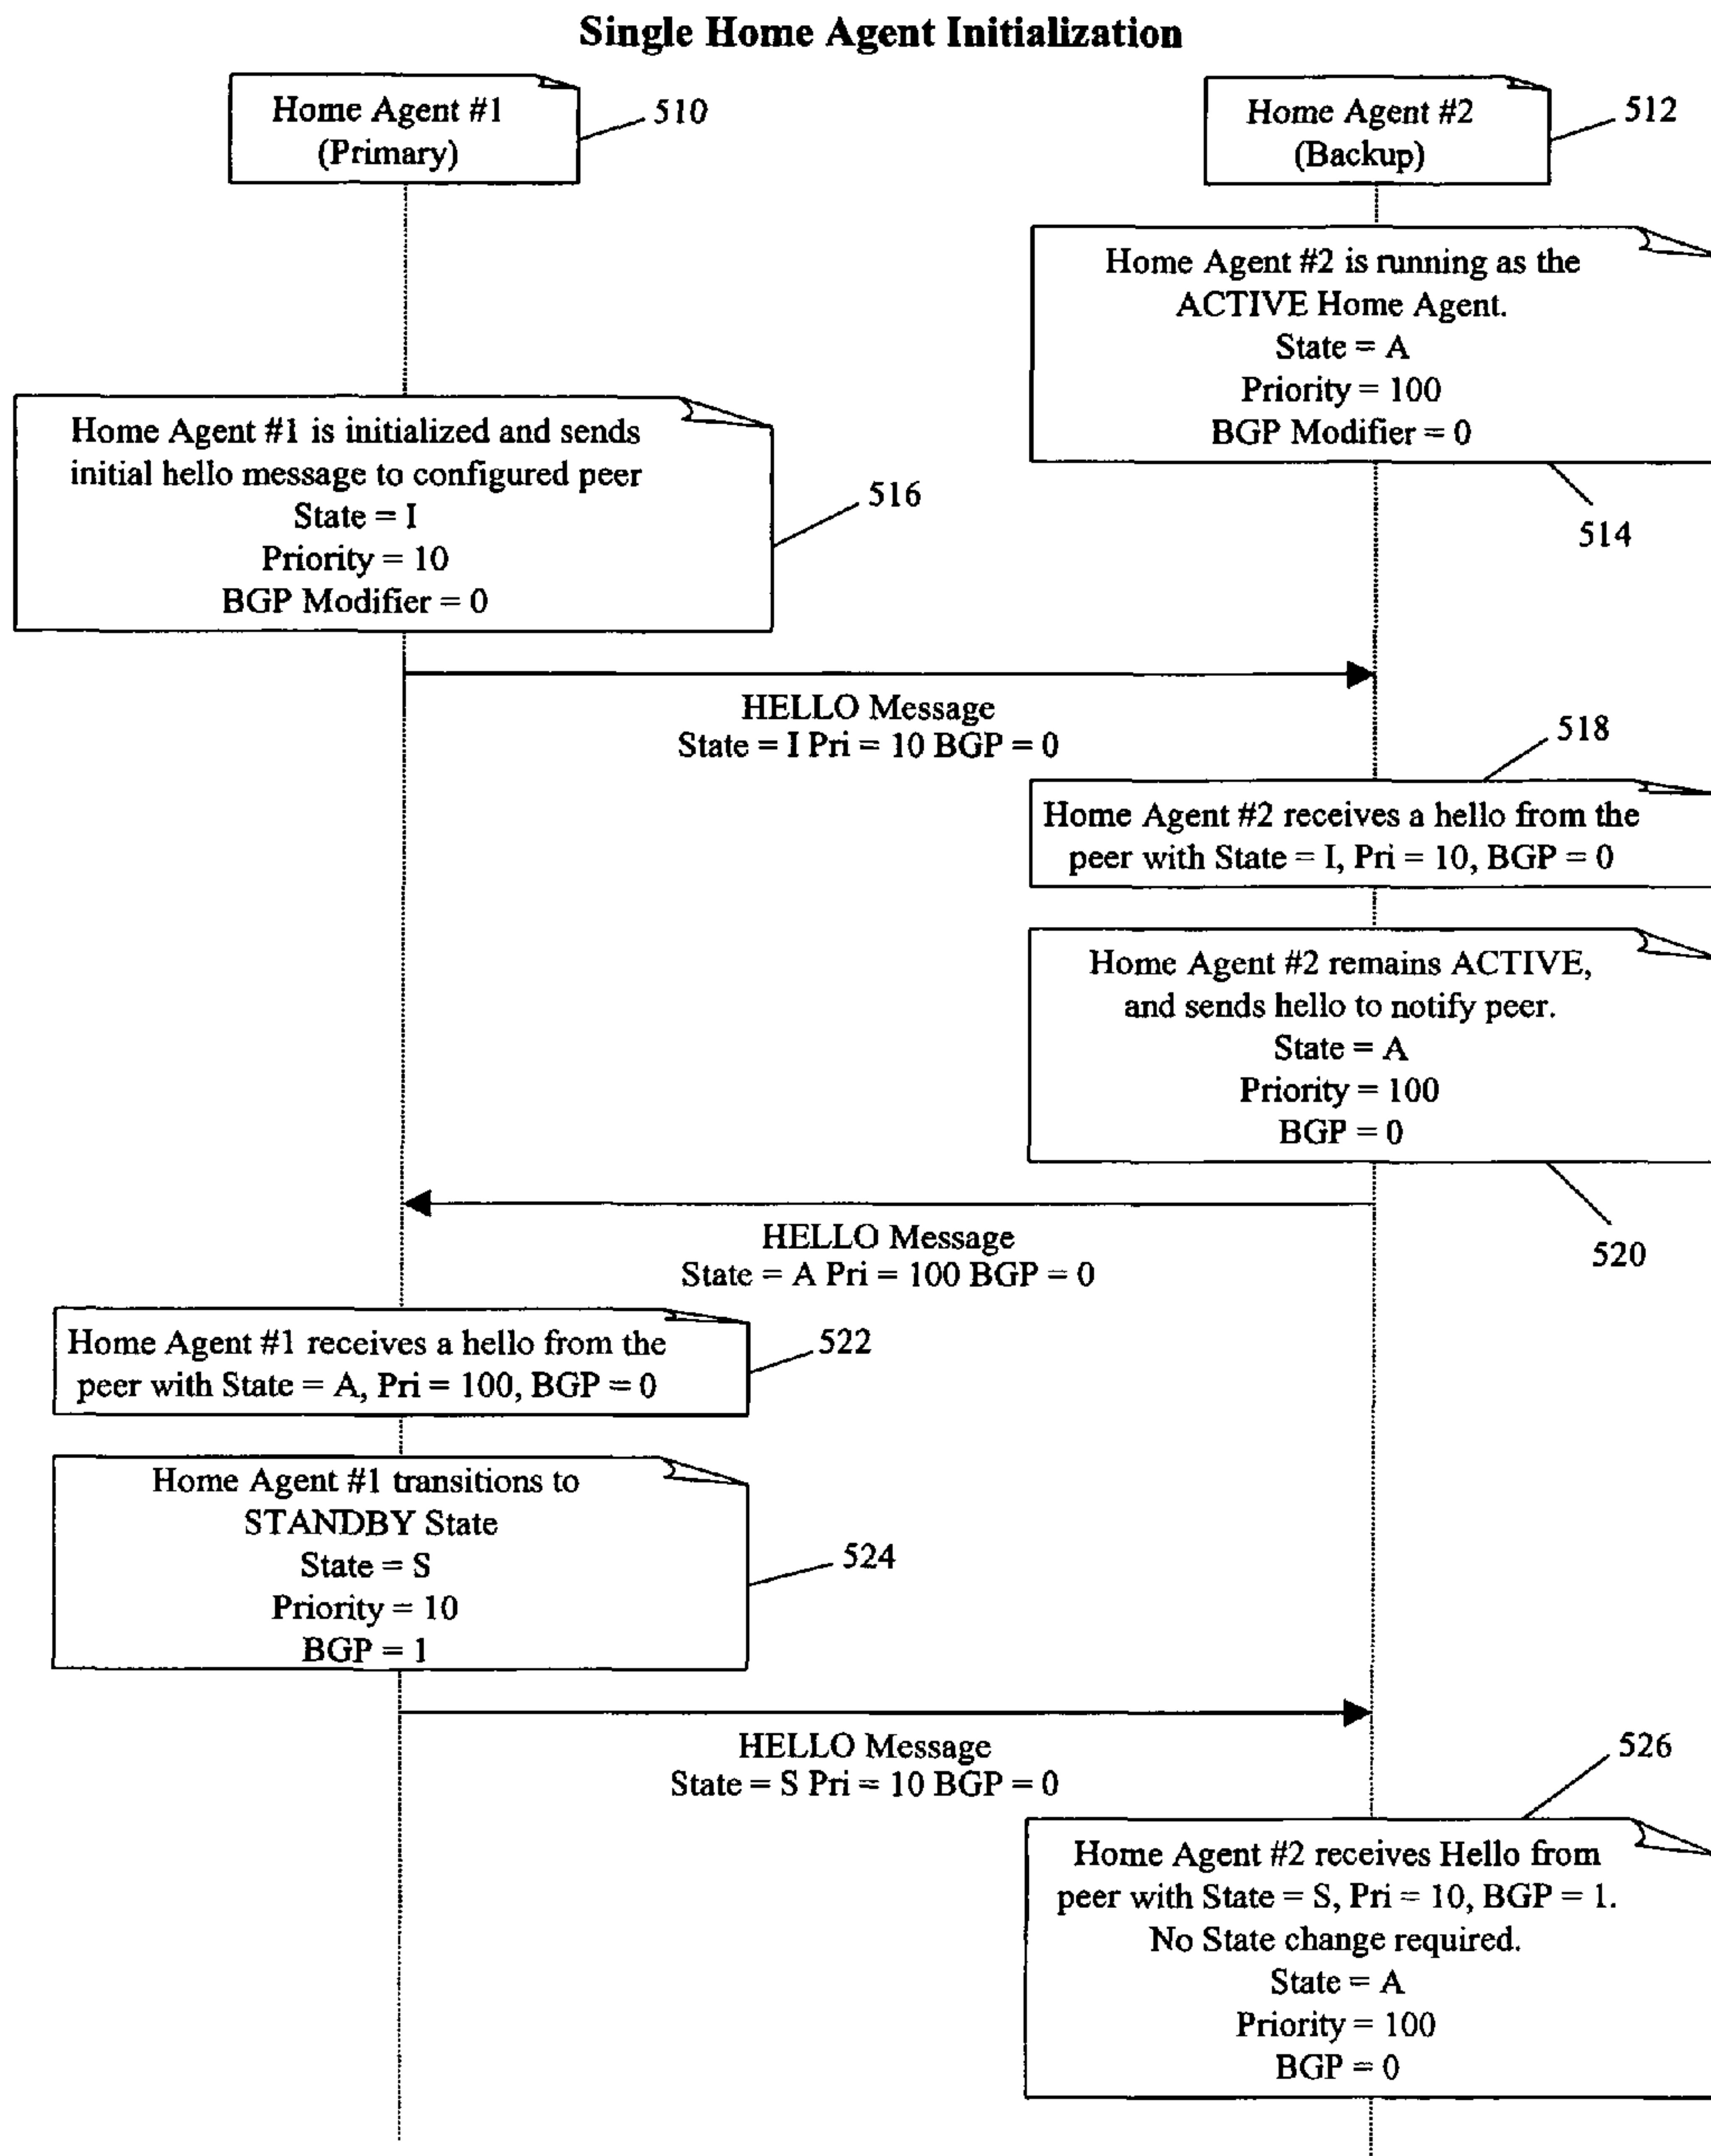 Single Home Agent Initialization
Home Agent #1
(Primary)
510
Home Agent #2
(Backup)
512
Home Agent #2 is running as the
ACTIVE Home Agent.
State = A
Priority = 100
BGP Modifier = 0
514
Home Agent #1 is initialized and sends
initial hello message to configured peer
State = I
Priority = 10
BGP Modifier = 0
516
HELLO Message
State = I Pri = 10 BGP = 0
518
Home Agent #2 receives a hello from the
peer with State = I, Pri = 10, BGP = 0
Home Agent #2 remains ACTIVE,
and sends hello to notify peer.
State = A
Priority = 100
BGP = 0
520
HELLO Message
State = A Pri = 100 BGP = 0
Home Agent #1 receives a hello from the
peer with State = A, Pri = 100, BGP = 0
522
Home Agent #1 transitions to
STANDBY State
State = S
Priority = 10
BGP = 1
524
HELLO Message
State = S Pri = 10 BGP = 0
526
Home Agent #2 receives Hello from
peer with State = S, Pri = 10, BGP = 1.
No State change required.
State = A
Priority = 100
BGP = 0